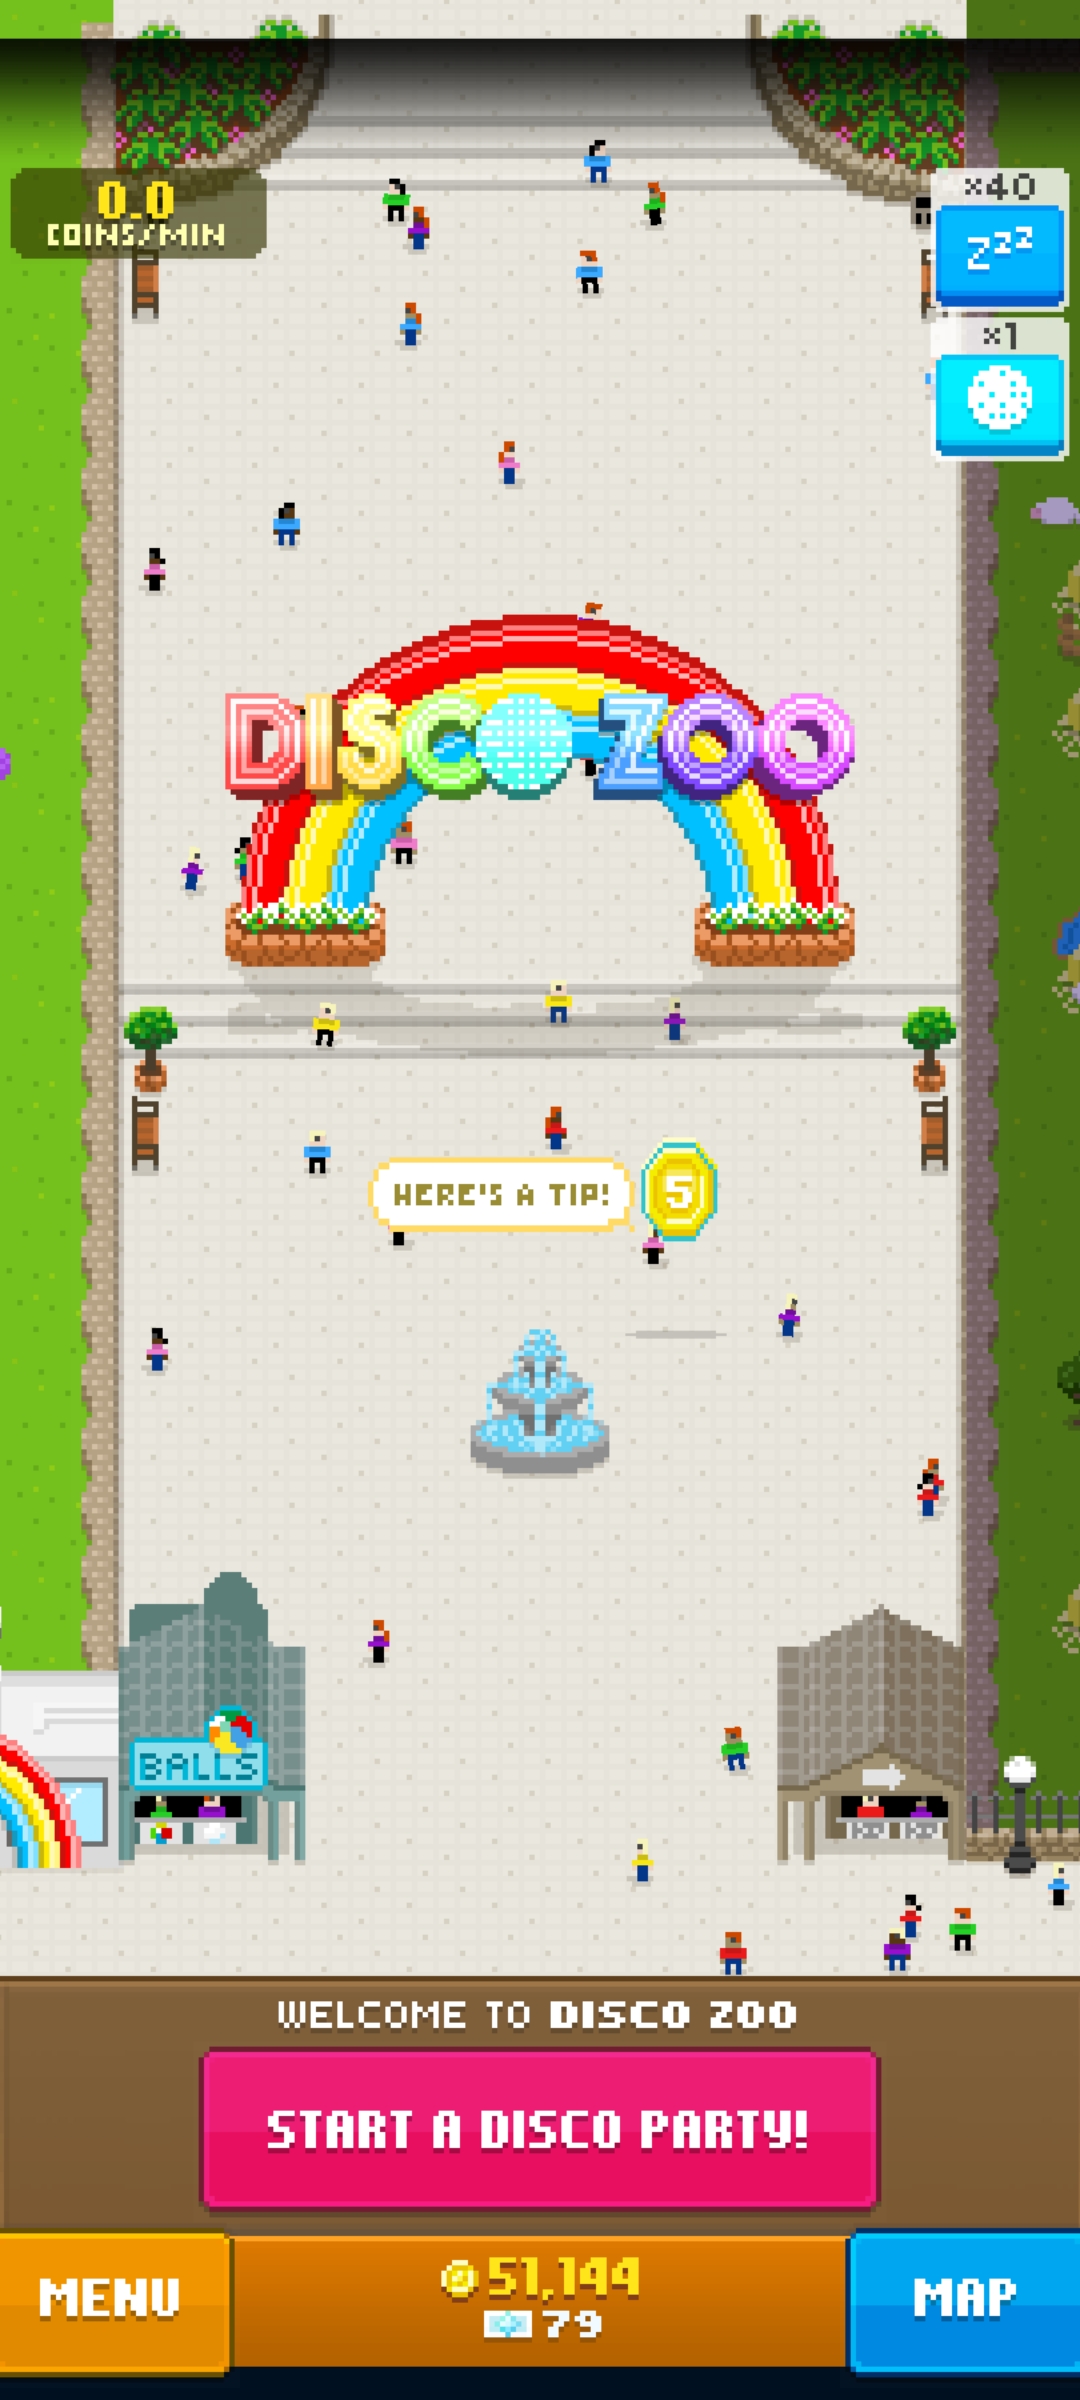 0.0
COINS/MIN
x40
zzzz
x1
DISCO ZOO
HERE'S A TIP!
5
BALLS
WELCOME TO DISCO ZOO
START A DISCO PARTY!
MENU
51,144
79
MAP